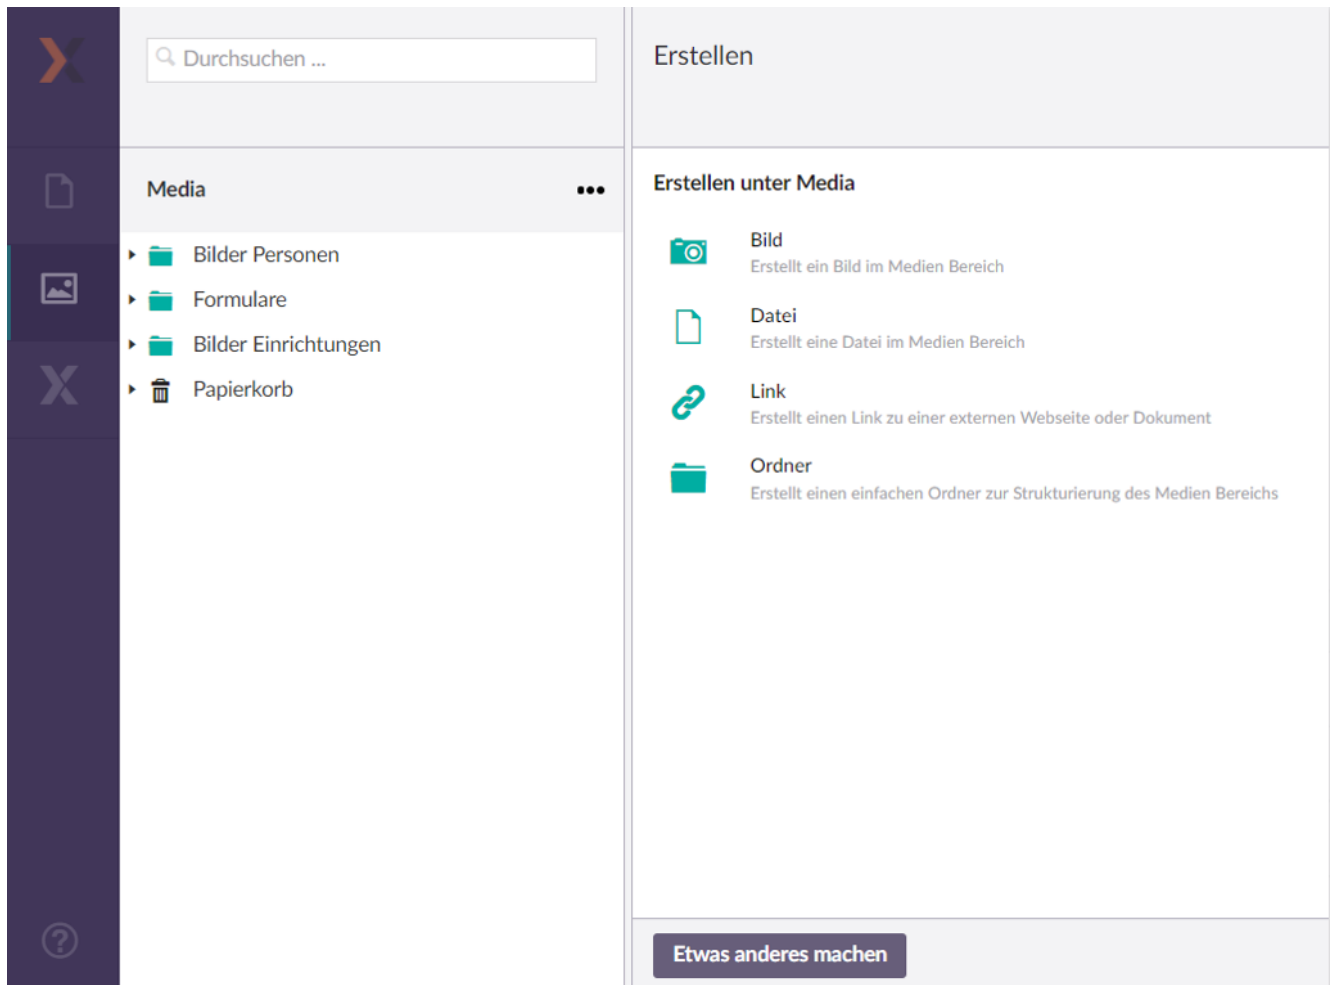 Durchsuchen ...
Media
Bilder Personen
Formulare
Bilder Einrichtungen
Papierkorb
Erstellen
Erstellen unter Media
Bild
Erstellt ein Bild im Medien Bereich
Datei
Erstellt eine Datei im Medien Bereich
Link
Erstellt einen Link zu einer externen Webseite oder Dokument
Ordner
Erstellt einen einfachen Ordner zur Strukturierung des Medien Bereichs
Etwas anderes machen